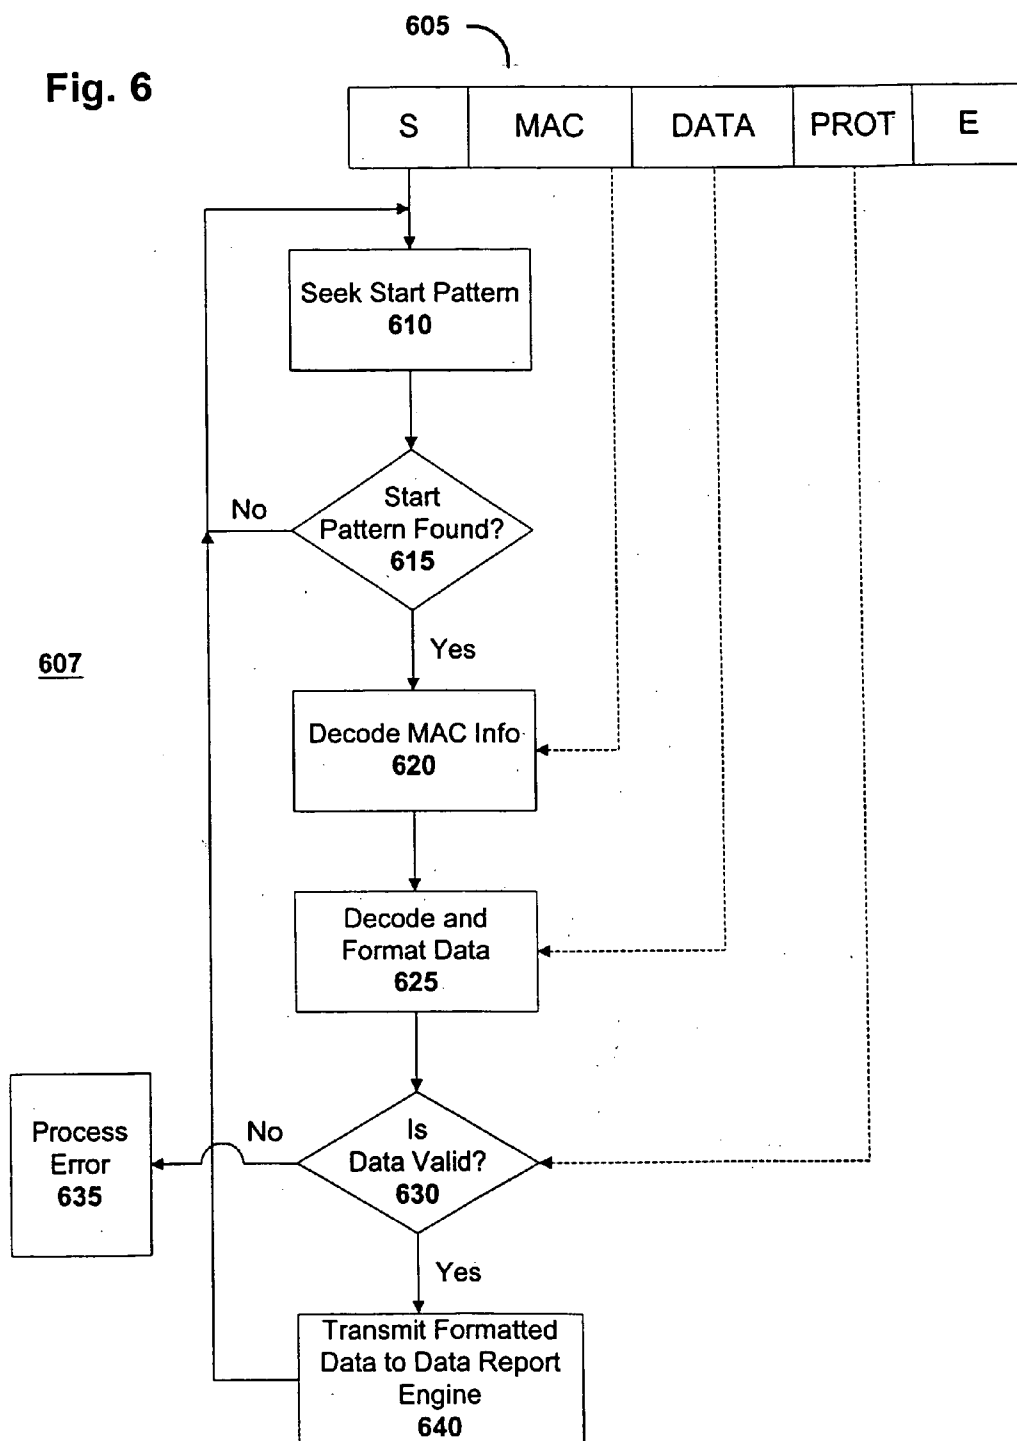 605
Fig. 6
S MAC DATA PROT E
Seek Start Pattern
610
Start
Pattern Found?
615
No
Yes
607
Decode MAC Info
620
Decode and
Format Data
625
Is
Data Valid?
630
No
Process
Error
635
Yes
Transmit Formatted
Data to Data Report
Engine
640